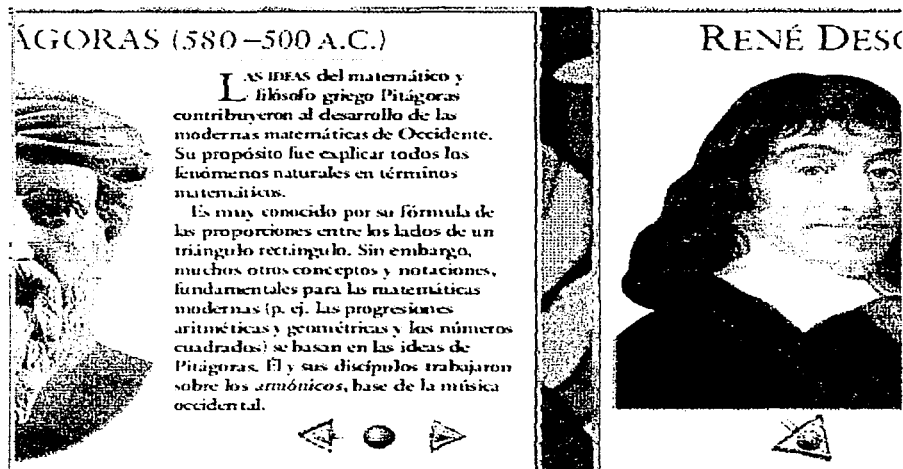 ÁGORAS (580–500 A.C.)
LAS IDEAS del matemático y
filósofo griego Pitágoras
contribuyeron al desarrollo de las
modernas matemáticas de Occidente.
Su propósito fue explicar todos los
fenómenos naturales en términos
matemáticos.
Es muy conocido por su fórmula de
las proporciones entre los lados de un
triángulo rectángulo. Sin embargo,
muchos otros conceptos y notaciones,
fundamentales para las matemáticas
modernas (p. ej. las progresiones
aritméticas y geométricas y los números
cuadrados) se basan en las ideas de
Pitágoras. Él y sus discípulos trabajaron
sobre los armónicos, base de la música
occidental.
RENÉ DESC